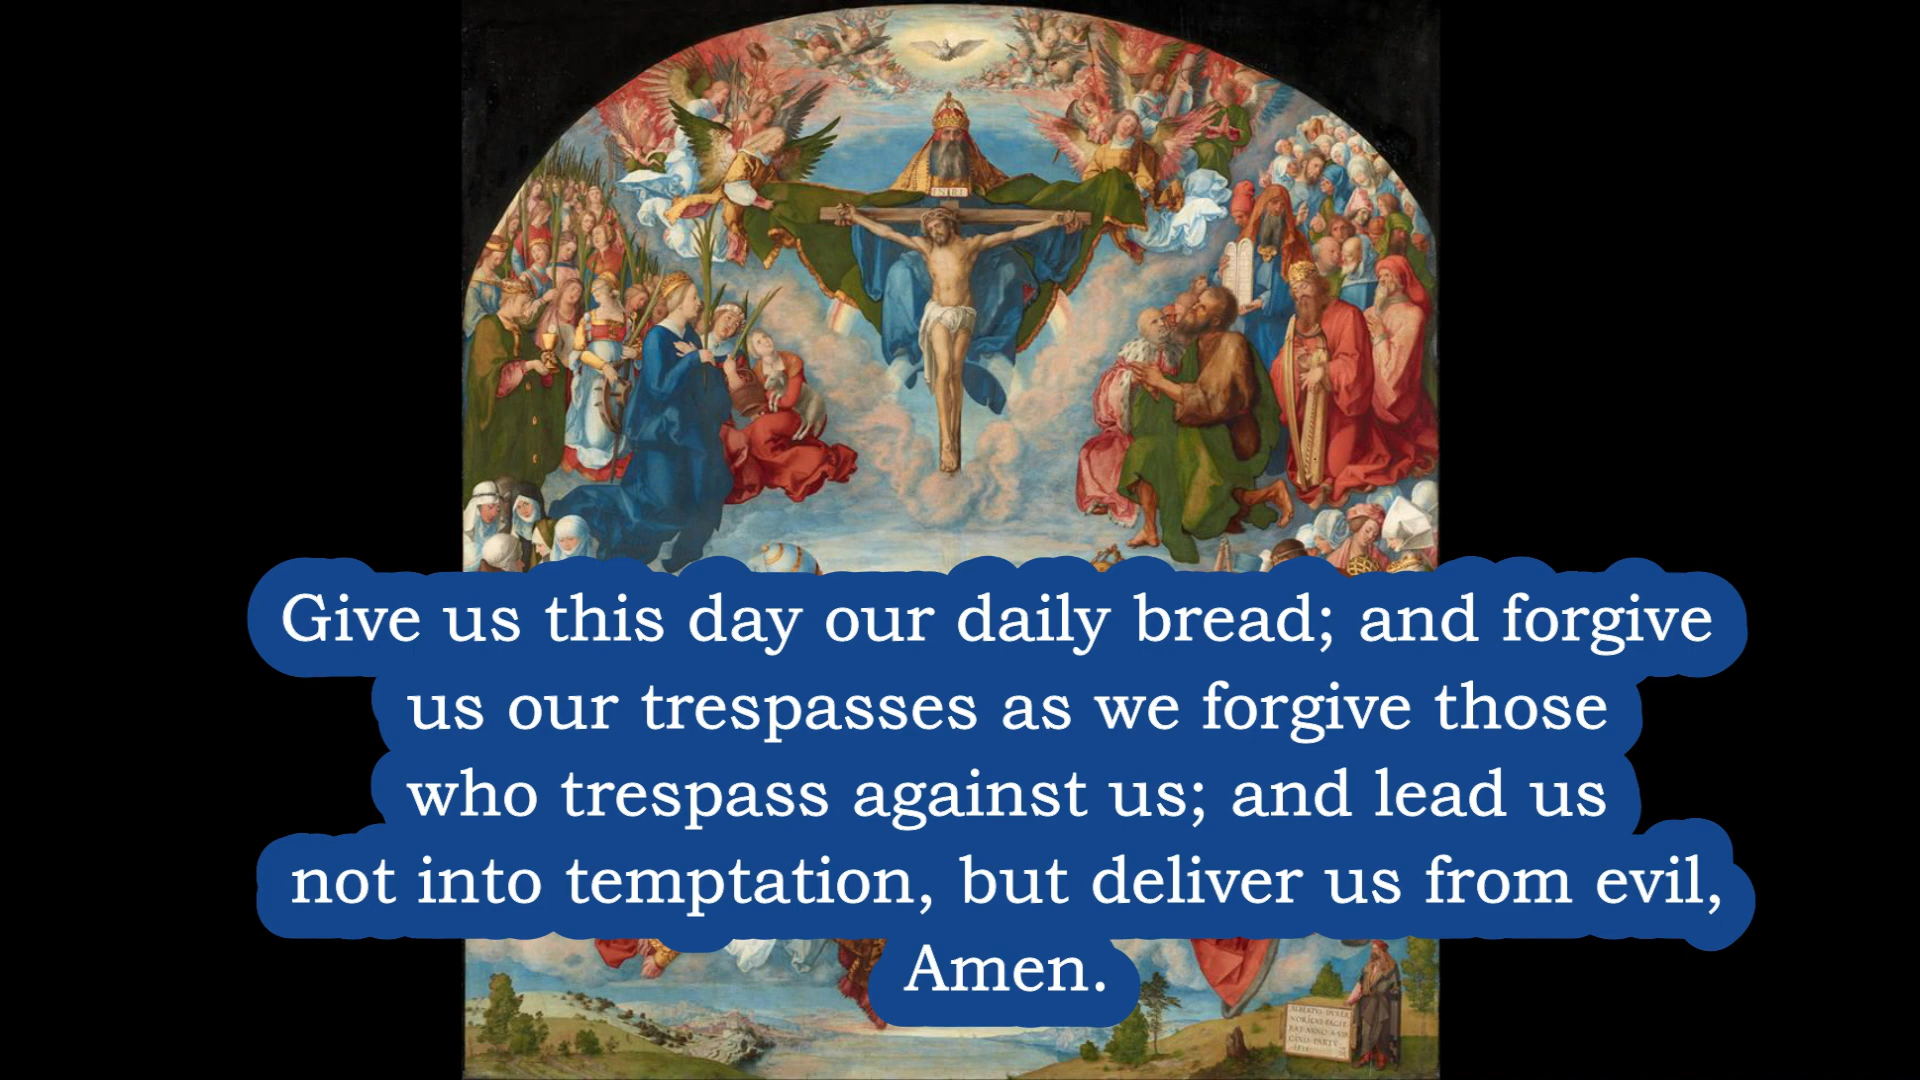 INRI
Give us this day our daily bread; and forgive
us our trespasses as we forgive those
who trespass against us; and lead us
not into temptation, but deliver us from evil,
Amen.